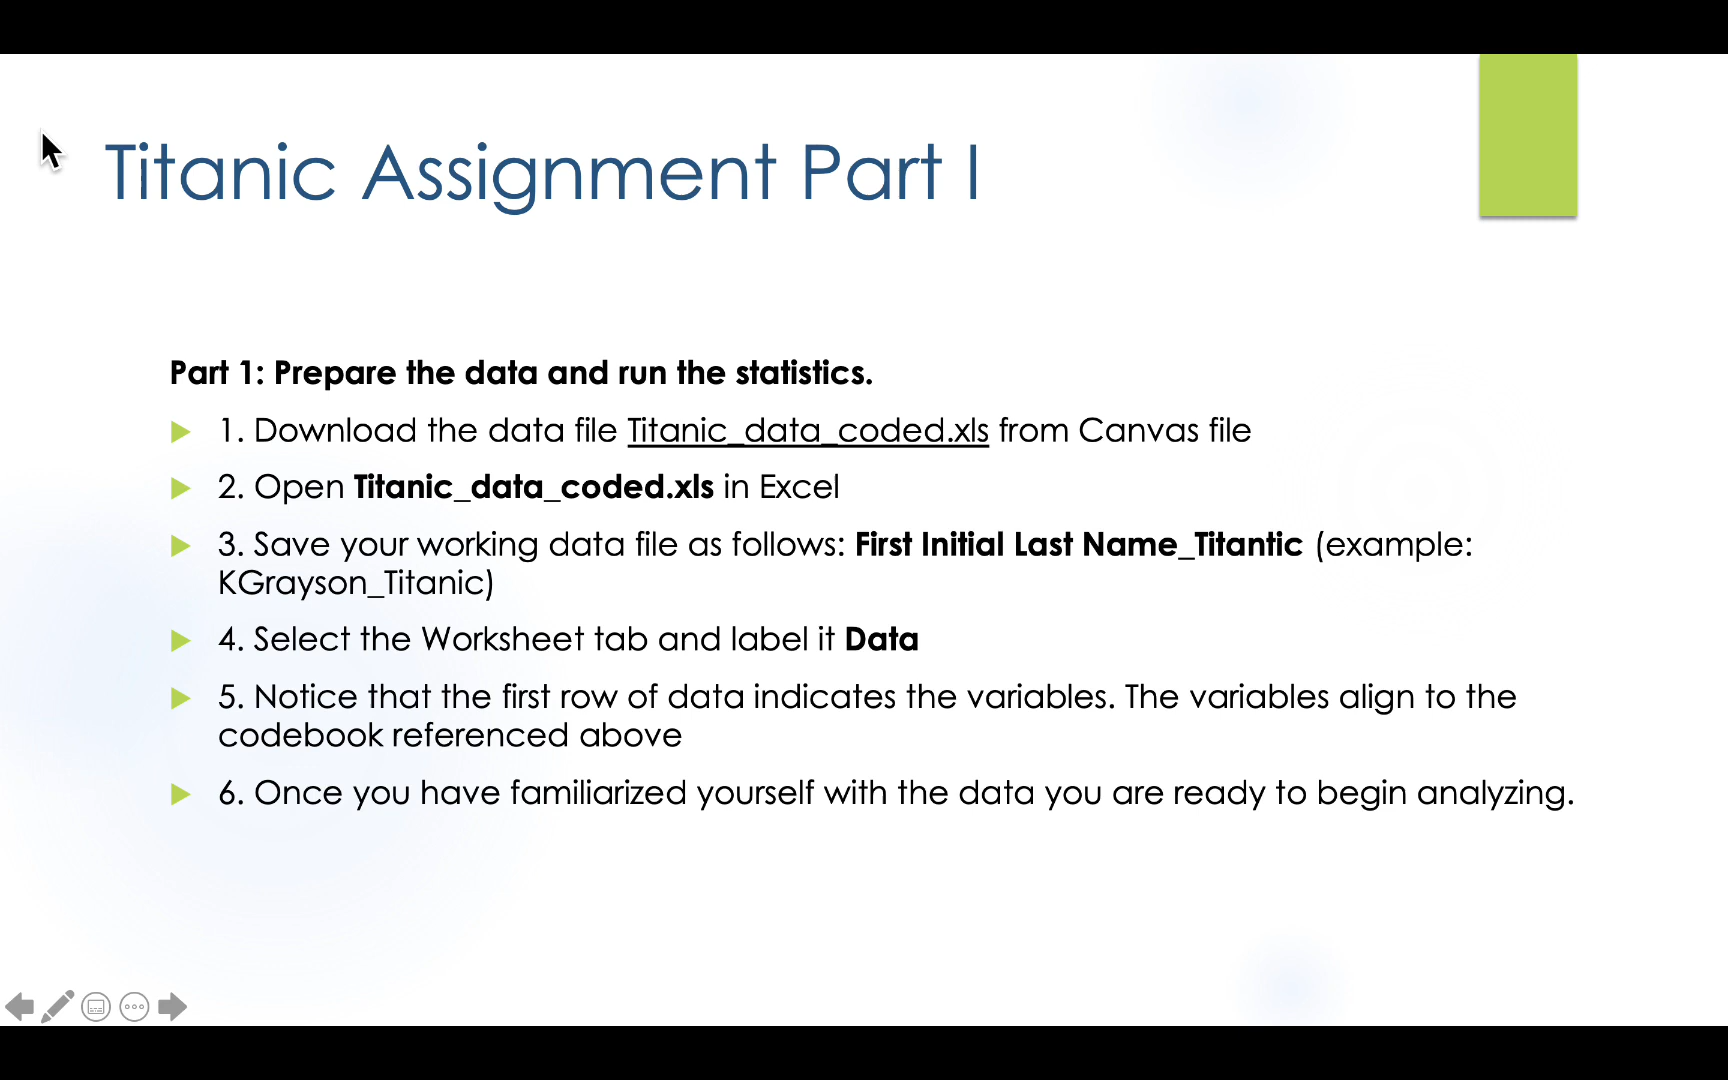 Titanic Assignment Part I
Part 1: Prepare the data and run the statistics.
1. Download the data file Titanic_data_coded.xls from Canvas file
2. Open Titanic_data_coded.xls in Excel
3. Save your working data file as follows: First Initial Last Name_Titantic (example:
KGrayson_Titanic)
4. Select the Worksheet tab and label it Data
5. Notice that the first row of data indicates the variables. The variables align to the
codebook referenced above
6. Once you have familiarized yourself with the data you are ready to begin analyzing.